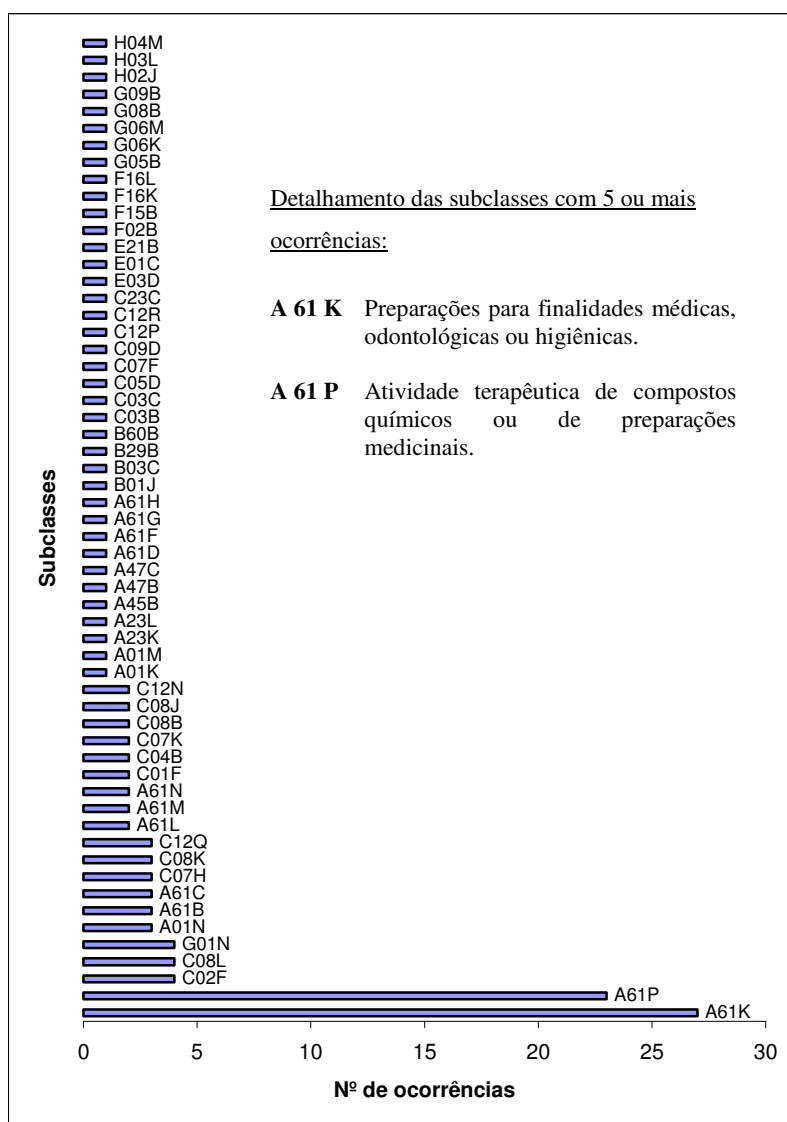 H04M
H03L
H02J
G09B
G08B
G06M
G06K
G05B
F16L
F16K
F15B
F02B
E21B
E01C
E03D
C23C
C12R
C12P
C09D
C07F
C05D
C03C
C03B
B60B
B29B
B03C
B01J
A61H
A61G
A61F
A61D
A47C
A47B
A45B
A23L
A23K
A01M
A01K
C12N
C08J
C08B
C07K
C04B
C01F
A61N
A61M
A61L
C12Q
C08K
C07H
A61C
A61B
A01N
G01N
C08L
C02F
A61P
A61K
Detalhamento das subclasses com 5 ou mais
ocorrências:
A 61 K Preparações para finalidades médicas,
odontológicas ou higiênicas.
A 61 P Atividade terapêutica de compostos
químicos ou de preparações
medicinais.
Subclasses
0 5 10 15 20 25 30
Nº de ocorrências